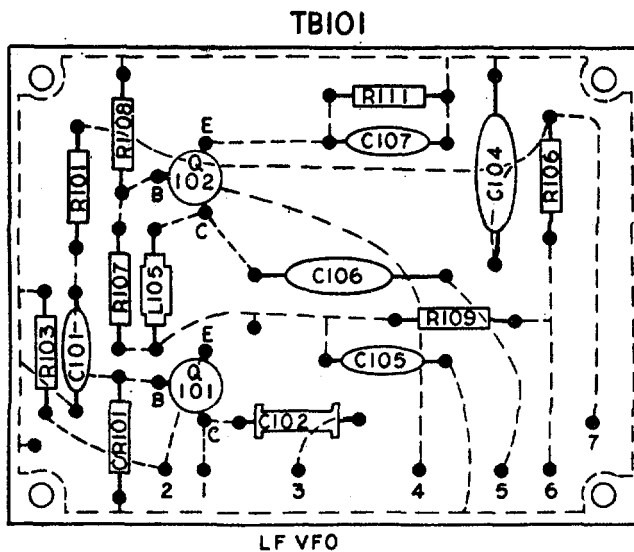 TB101
R111
E
C107
R108
Q
102
B
C
R101
C104
R106
R107
L105
C106
R109
R103
C101
E
C105
Q
101
B
C
C102
CR101
7
2
1
3
4
5
6
LF VFO